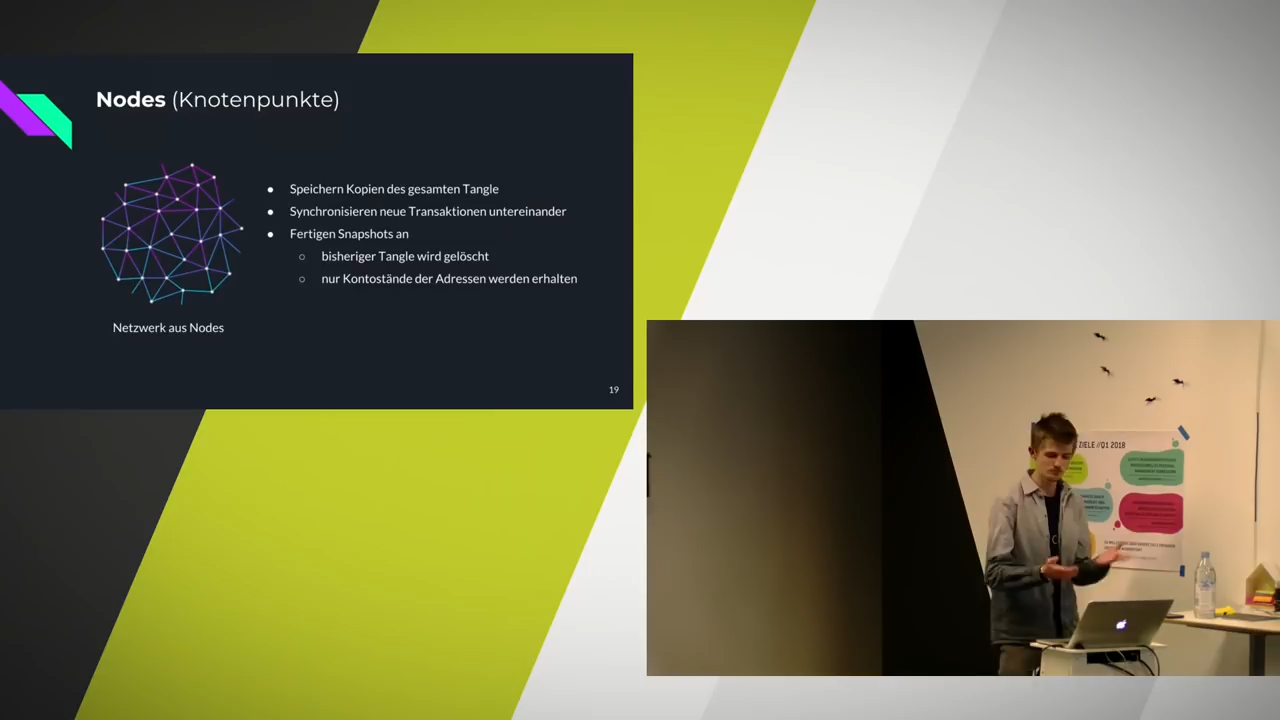 Nodes (Knotenpunkte)
Speichern Kopien des gesamten Tangle
Synchronisieren neue Transaktionen untereinander
Fertigen Snapshots an
bisheriger Tangle wird gelöscht
nur Kontostände der Adressen werden erhalten
Netzwerk aus Nodes
19
ZIELE //Q1 2018